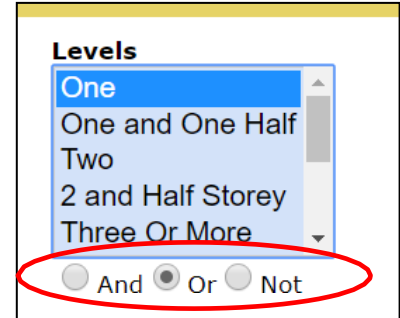 Levels
One
One and One Half
Two
2 and Half Storey
Three Or More
And Or Not